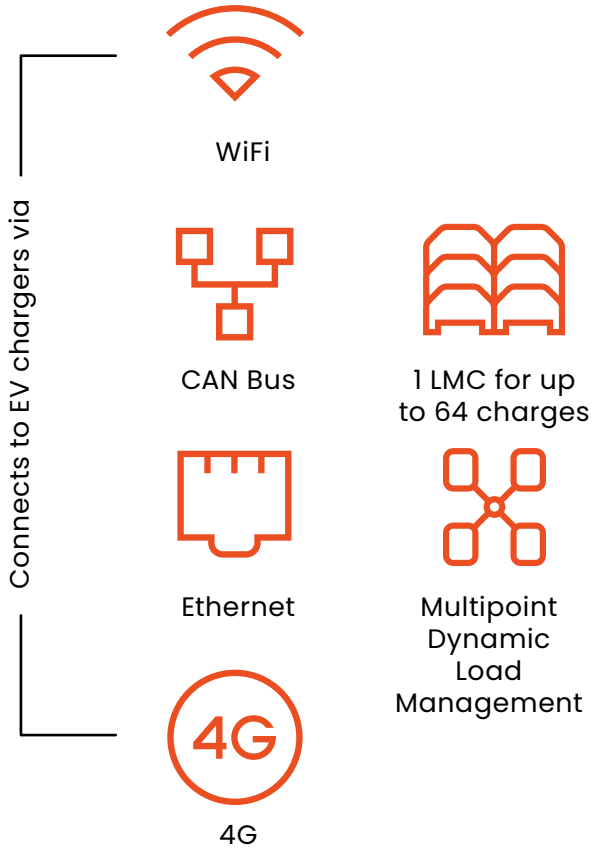 Connects to EV chargers via
WiFi
CAN Bus
1 LMC for up
to 64 charges
Ethernet
Multipoint
Dynamic
Load
Management
4G
4G